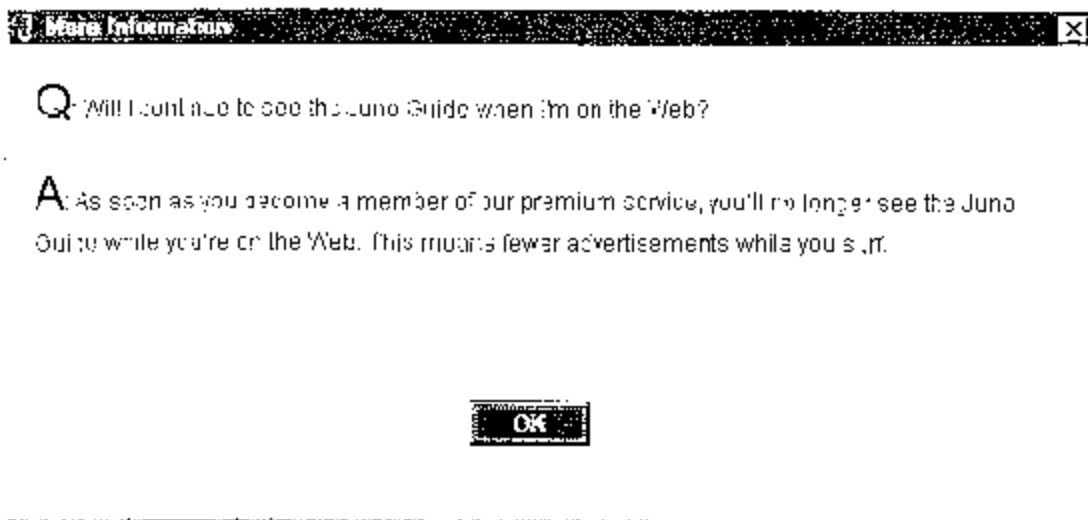 More Information
Q: Will I continue to see the Juno Guide when I'm on the Web?
A: As soon as you become a member of our premium service, you'll no longer see the Juno
Guide while you're on the Web. This means fewer advertisements while you surf.
OK